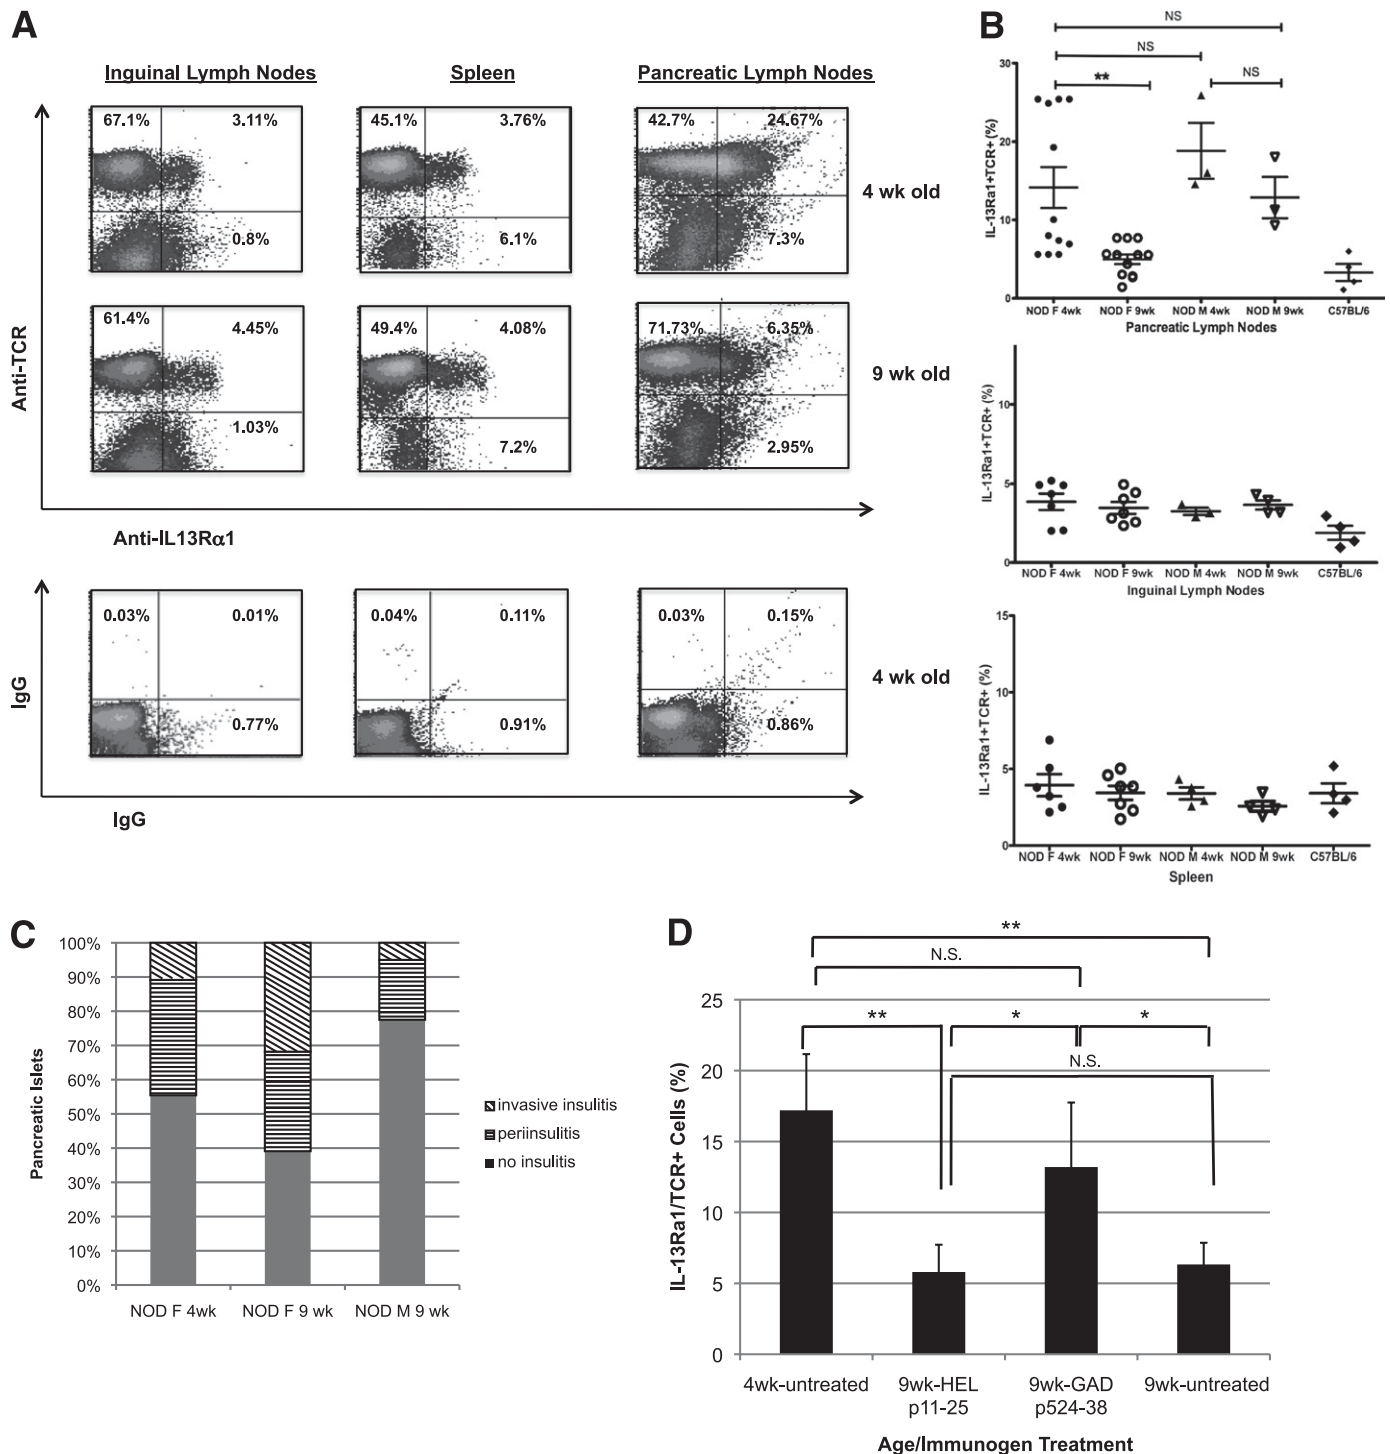 A
Inguinal Lymph Nodes
Spleen
Pancreatic Lymph Nodes
67.1%
3.11%
0.8%
45.1%
3.76%
6.1%
42.7%
24.67%
7.3%
4 wk old
61.4%
4.45%
1.03%
49.4%
4.08%
7.2%
71.73%
6.35%
2.95%
9 wk old
Anti-TCR
Anti-IL13Rα1
0.03%
0.01%
0.77%
0.04%
0.11%
0.91%
0.03%
0.15%
0.86%
4 wk old
IgG
IgG
B
NS
NS
**
NS
30
20
10
0
IL-13Ra1+TCR+ (%)
NOD F 4wk
NOD F 9wk
NOD M 4wk
NOD M 9wk
C57BL/6
Pancreatic Lymph Nodes
10
5
0
IL-13Ra1+TCR+ (%)
NOD F 4wk
NOD F 9wk
NOD M 4wk
NOD M 9wk
C57BL/6
Inguinal Lymph Nodes
15
10
5
0
IL-13Ra1+TCR+ (%)
NOD F 4wk
NOD F 9wk
NOD M 4wk
NOD M 9wk
C57BL/6
Spleen
C
100%
90%
80%
70%
60%
50%
40%
30%
20%
10%
0%
Pancreatic Islets
NOD F 4wk
NOD F 9 wk
NOD M 9 wk
invasive insulitis
periinsulitis
no insulitis
D
**
N.S.
**
*
*
N.S.
25
20
15
10
5
0
IL-13Ra1/TCR+ Cells (%)
4wk-untreated
9wk-HEL
p11-25
9wk-GAD
p524-38
9wk-untreated
Age/Immunogen Treatment